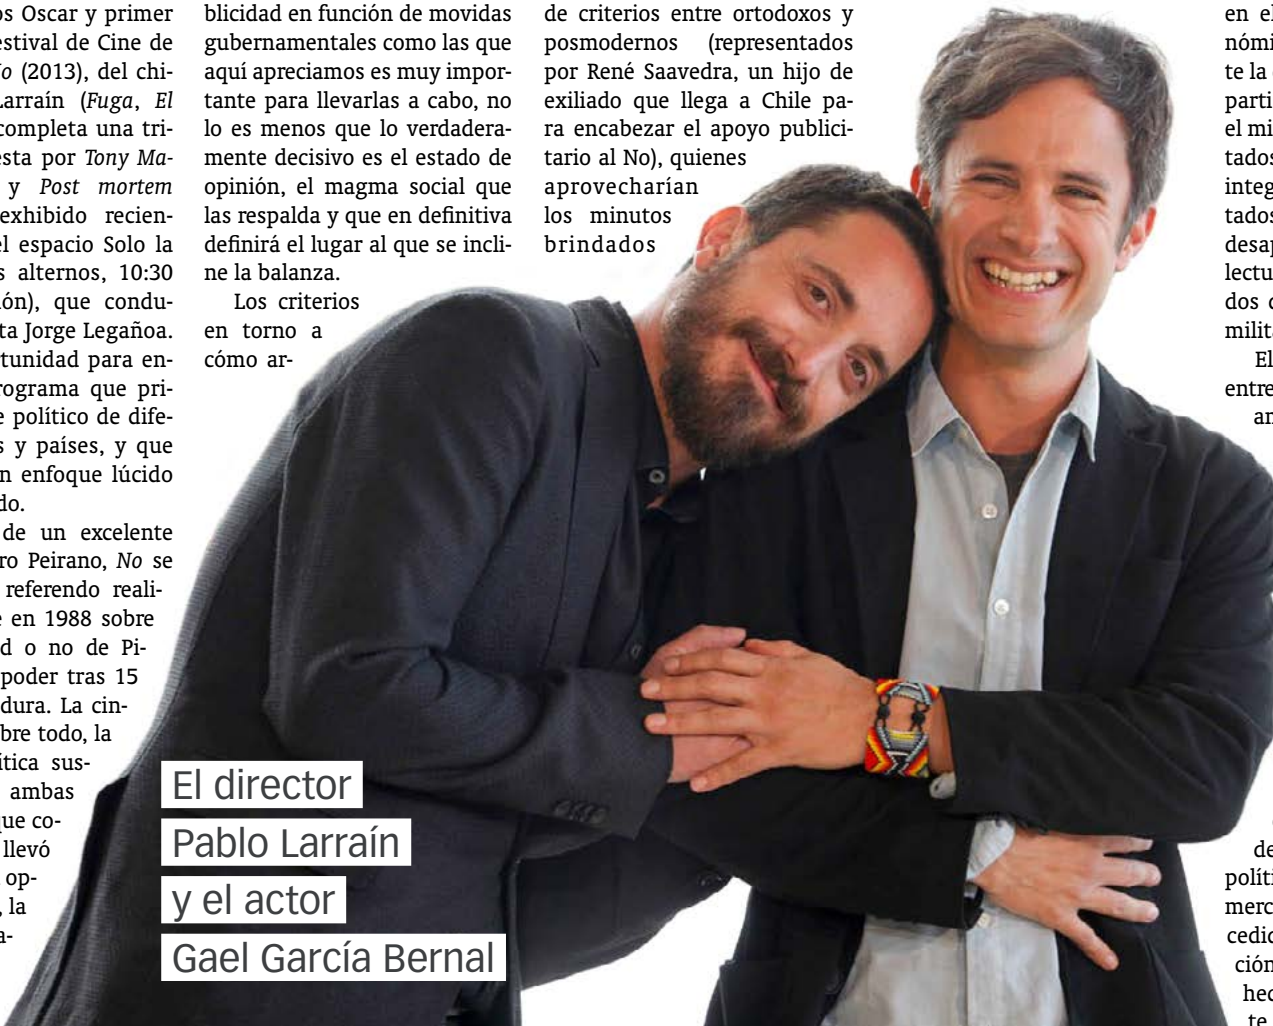 os Oscar y primer
estival de Cine de
o (2013), del chi-
Larraín (Fuga, El
completa una tri-
esta por Tony Ma-
y Post mortem
exhibido recien-
el espacio Solo la
s alternos, 10:30
ión), que condu-
ta Jorge Legañoa.
tunidad para en-
rograma que pri-
e político de dife-
s y países, y que
n enfoque lúcido
do.
de un excelente
ro Peirano, No se
referendo reali-
e en 1988 sobre
d o no de Pi-
poder tras 15
dura. La cin-
bre todo, la
ítica sus-
ambas
que co-
llevó
op-
, la
a-
blicidad en función de movidas
gubernamentales como las que
aquí apreciamos es muy impor-
tante para llevarlas a cabo, no
lo es menos que lo verdadera-
mente decisivo es el estado de
opinión, el magma social que
las respalda y que en definitiva
definirá el lugar al que se incli-
ne la balanza.
Los criterios
en torno a
cómo ar-
de criterios entre ortodoxos y
posmodernos (representados
por René Saavedra, un hijo de
exiliado que llega a Chile pa-
ra encabezar el apoyo publici-
tario al No), quienes
aprovecharían
los minutos
brindados
en el
nómi
te la
parti
el mi
tados
integ
tados
desap
lectu
dos c
milita
El
entre
an
de
políti
merc
cedic
ción
hec
te
El director
Pablo Larraín
y el actor
Gael García Bernal